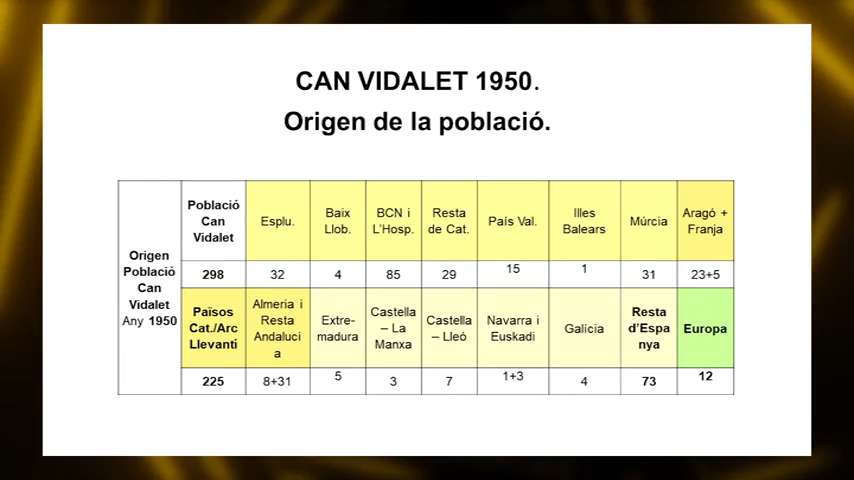 CAN VIDALET 1950.
Origen de la població.
Origen
Població
Can
Vidalet
Any 1950
Població
Can
Vidalet
Esplu.
Baix
Llob.
BCN i
L'Hosp.
Resta
de Cat.
País Val.
Illes
Balears
Múrcia
Aragó +
Franja
298
32
4
85
29
15
1
31
23+5
Països
Cat./Arc
Llevantí
Almeria i
Resta
Andaluci
a
Extre-
madura
Castella
– La
Manxa
Castella
– Lleó
Navarra i
Euskadi
Galícia
Resta
d'Espa
nya
Europa
225
8+31
5
3
7
1+3
4
73
12